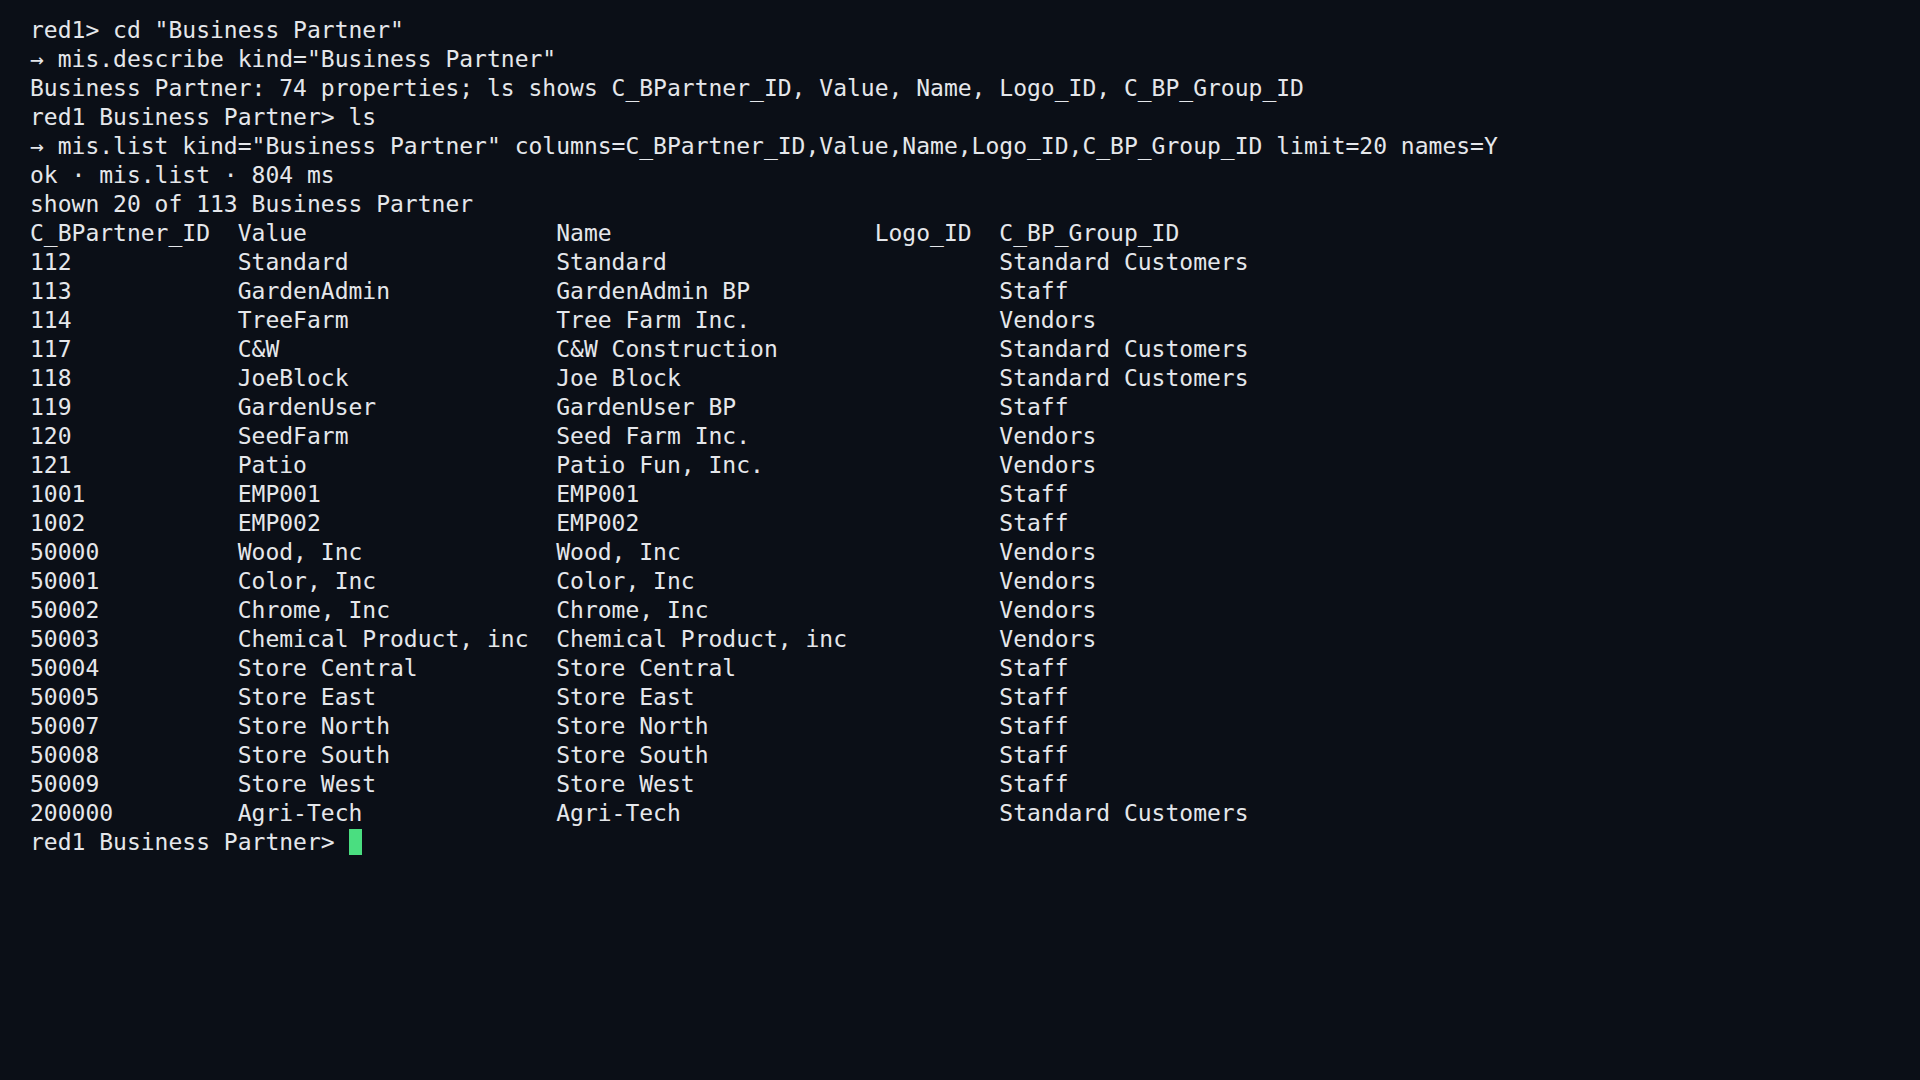 red1> cd "Business Partner"
→ mis.describe kind="Business Partner"
Business Partner: 74 properties; ls shows C_BPartner_ID, Value, Name, Logo_ID, C_BP_Group_ID
red1 Business Partner> ls
→ mis.list kind="Business Partner" columns=C_BPartner_ID,Value,Name,Logo_ID,C_BP_Group_ID limit=20 names=Y
ok · mis.list · 804 ms
shown 20 of 113 Business Partner
C_BPartner_ID  Value                  Name                   Logo_ID  C_BP_Group_ID
112            Standard               Standard                        Standard Customers
113            GardenAdmin            GardenAdmin BP                  Staff
114            TreeFarm               Tree Farm Inc.                  Vendors
117            C&W                    C&W Construction                Standard Customers
118            JoeBlock               Joe Block                       Standard Customers
119            GardenUser             GardenUser BP                   Staff
120            SeedFarm               Seed Farm Inc.                  Vendors
121            Patio                  Patio Fun, Inc.                 Vendors
1001           EMP001                 EMP001                          Staff
1002           EMP002                 EMP002                          Staff
50000          Wood, Inc              Wood, Inc                       Vendors
50001          Color, Inc             Color, Inc                      Vendors
50002          Chrome, Inc            Chrome, Inc                     Vendors
50003          Chemical Product, inc  Chemical Product, inc           Vendors
50004          Store Central          Store Central                   Staff
50005          Store East             Store East                      Staff
50007          Store North            Store North                     Staff
50008          Store South            Store South                     Staff
50009          Store West             Store West                      Staff
200000         Agri-Tech              Agri-Tech                       Standard Customers
red1 Business Partner>